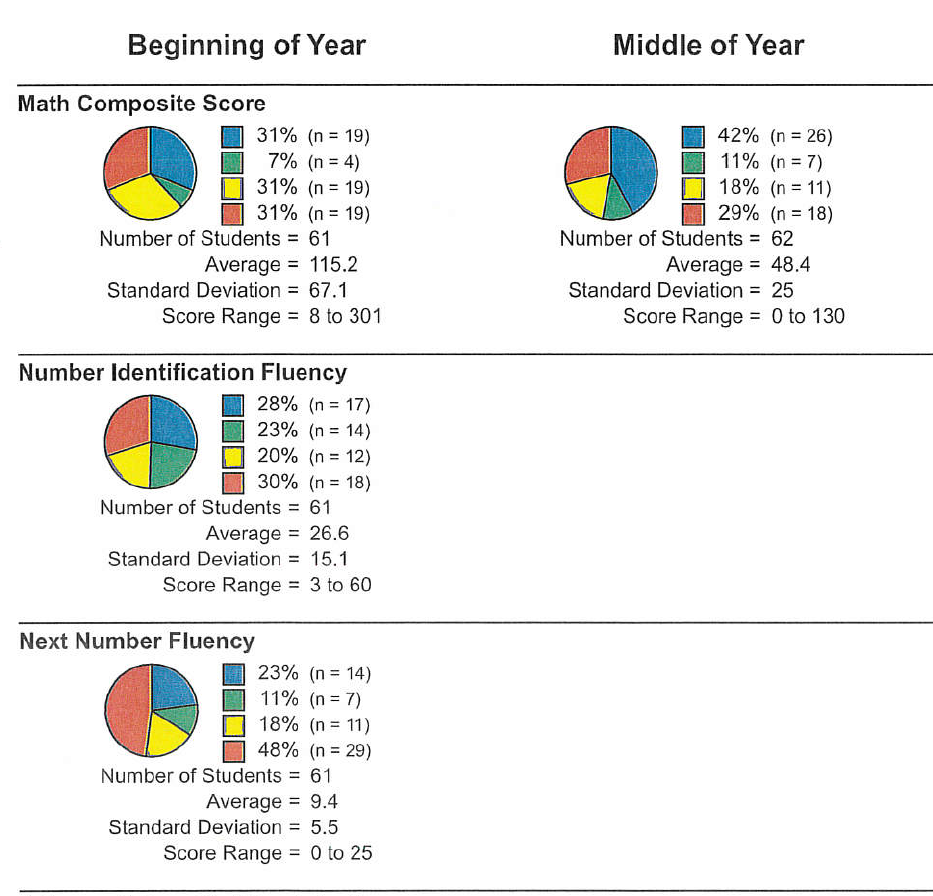 Beginning of Year Middle of Year
Math Composite Score
31% (n = 19) 42% (n = 26)
7% (n = 4) 11% (n = 7)
31% (n = 19) 18% (n = 11)
31% (n = 19) 29% (n = 18)
Number of Students = 61 Number of Students = 62
Average = 115.2 Average = 48.4
Standard Deviation = 67.1 Standard Deviation = 25
Score Range = 8 to 301 Score Range = 0 to 130
Number Identification Fluency
28% (n = 17)
23% (n = 14)
20% (n = 12)
30% (n = 18)
Number of Students = 61
Average = 26.6
Standard Deviation = 15.1
Score Range = 3 to 60
Next Number Fluency
23% (n = 14)
11% (n = 7)
18% (n = 11)
48% (n = 29)
Number of Students = 61
Average = 9.4
Standard Deviation = 5.5
Score Range = 0 to 25